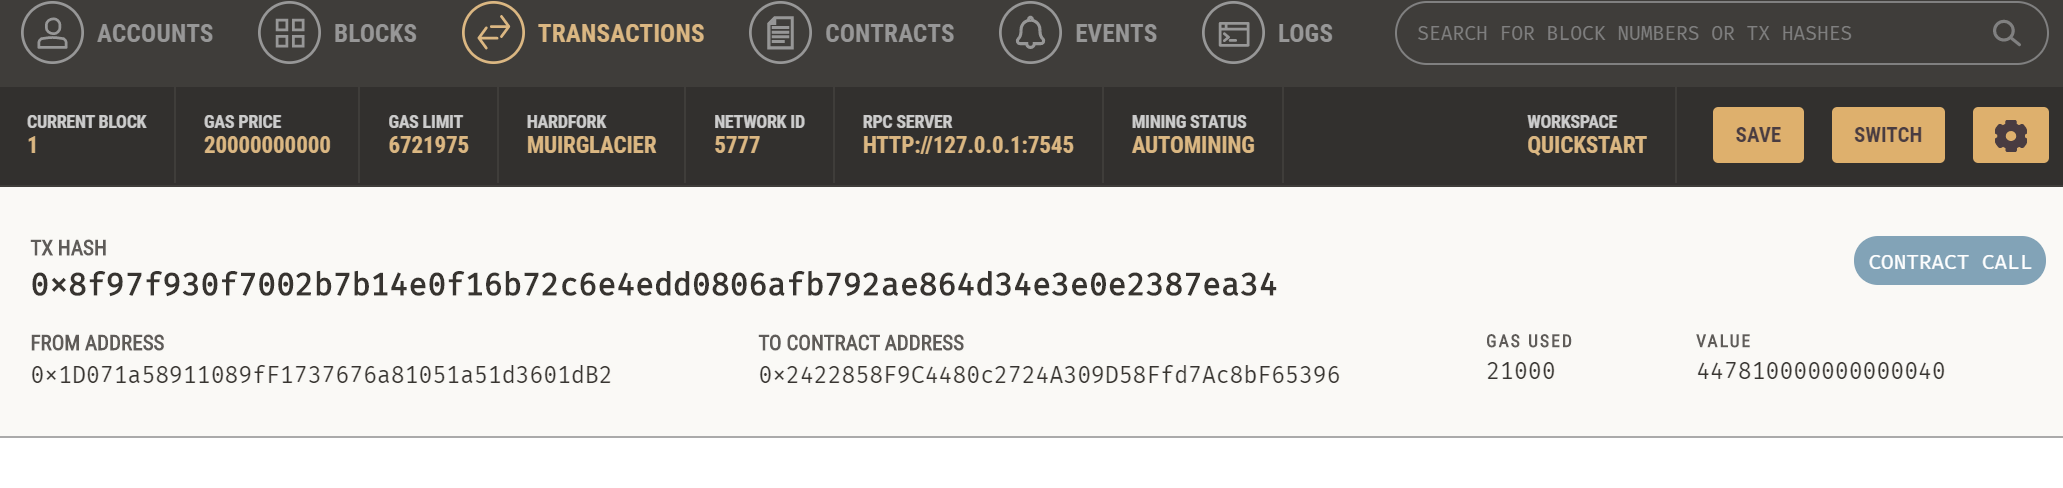 ACCOUNTS BLOCKS TRANSACTIONS CONTRACTS EVENTS LOGS SEARCH FOR BLOCK NUMBERS OR TX HASHES
CURRENT BLOCK GAS PRICE GAS LIMIT HARDFORK NETWORK ID RPC SERVER MINING STATUS WORKSPACE
1 20000000000 6721975 MUIRGLACIER 5777 HTTP://127.0.0.1:7545 AUTOMINING QUICKSTART SAVE SWITCH
TX HASH
0×8f97f930f7002b7b14e0f16b72c6e4edd0806afb792ae864d34e3e0e2387ea34
CONTRACT CALL
FROM ADDRESS TO CONTRACT ADDRESS GAS USED VALUE
0×1D071a58911089fF1737676a81051a51d3601dB2 0×2422858F9C4480c2724A309D58Ffd7Ac8bF65396 21000 447810000000000040